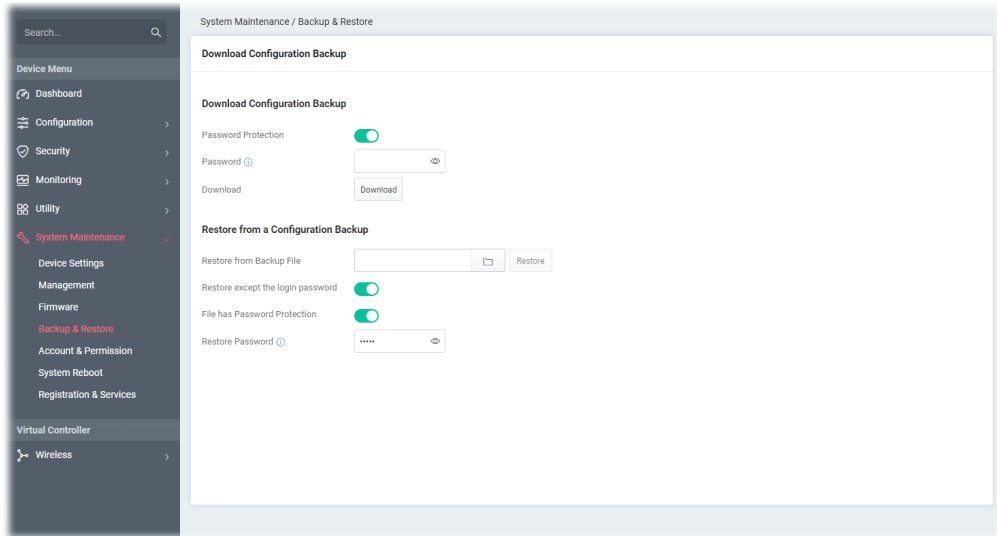 Search...
Device Menu
Dashboard
Configuration
Security
Monitoring
Utility
System Maintenance
Device Settings
Management
Firmware
Backup & Restore
Account & Permission
System Reboot
Registration & Services
Virtual Controller
Wireless
System Maintenance / Backup & Restore
Download Configuration Backup
Download Configuration Backup
Password Protection
Password
Download Download
Restore from a Configuration Backup
Restore from Backup File Restore
Restore except the login password
File has Password Protection
Restore Password •••••